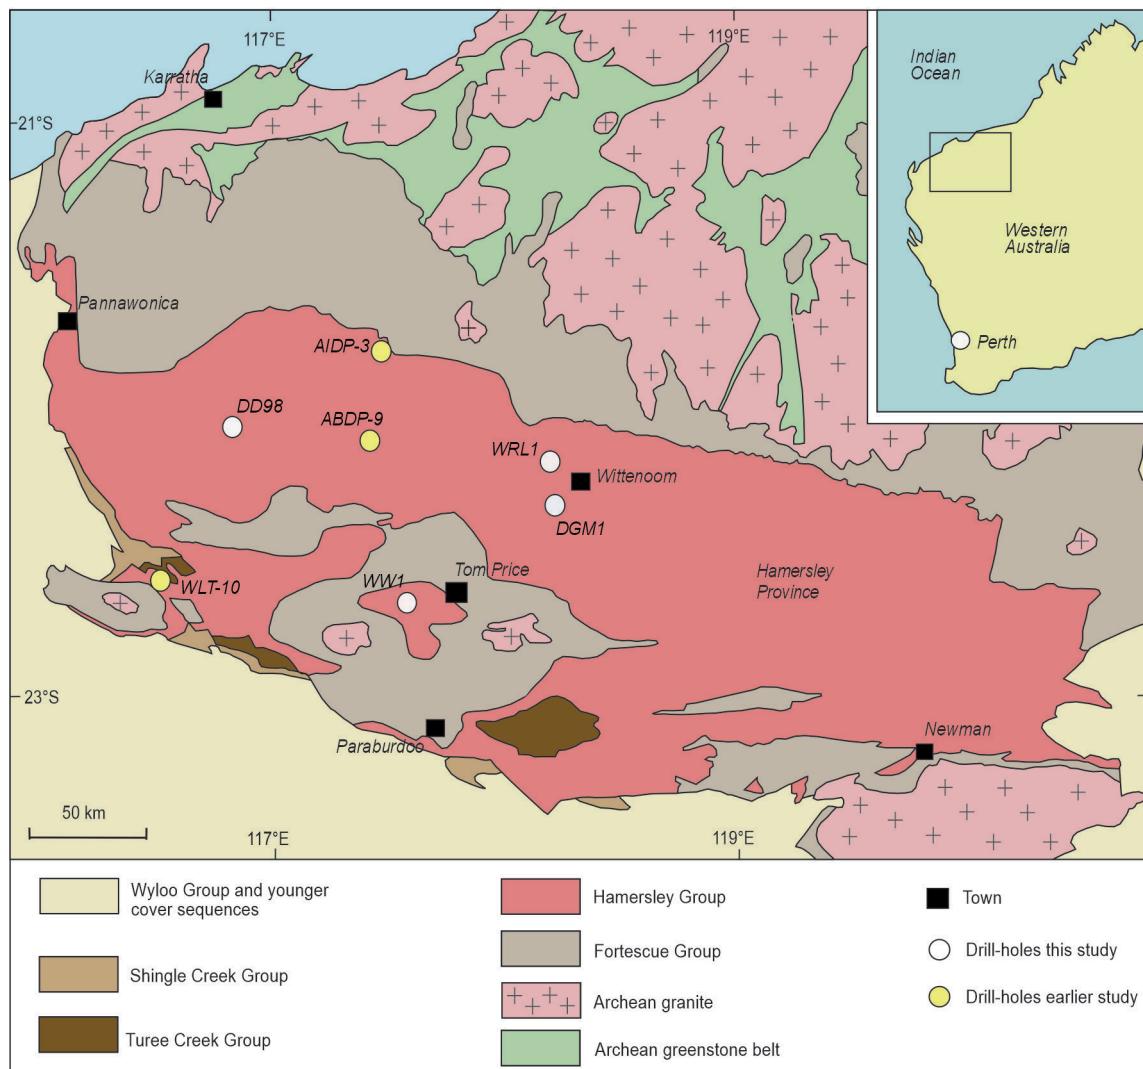 117°E
119°E
Indian
Ocean
Karratha
21°S
Western
Australia
Pannawonica
Perth
AIDP-3
DD98
ABDP-9
WRL1
Wittenoom
DGM1
Tom Price
Hamersley
Province
WLT-10
WW1
23°S
Paraburdoo
Newman
50 km
117°E
119°E
Wyloo Group and younger
cover sequences
Shingle Creek Group
Turee Creek Group
Hamersley Group
Fortescue Group
Archean granite
Archean greenstone belt
Town
Drill-holes this study
Drill-holes earlier study